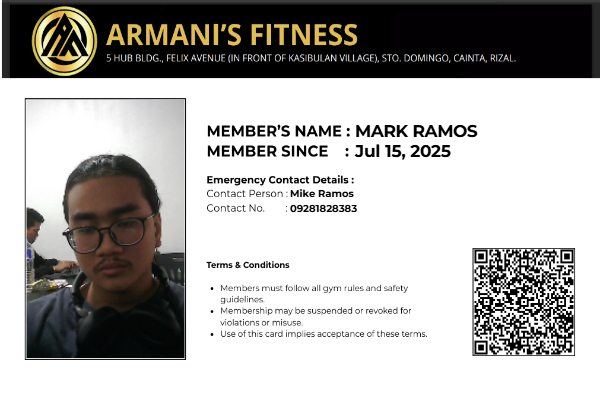 ARMANI'S FITNESS
5 HUB BLDG., FELIX AVENUE (IN FRONT OF KASIBULAN VILLAGE), STO. DOMINGO, CAINTA, RIZAL.
MEMBER'S NAME : MARK RAMOS
MEMBER SINCE : Jul 15, 2025
Emergency Contact Details :
Contact Person : Mike Ramos
Contact No. : 09281828383
Terms & Conditions
• Members must follow all gym rules and safety
guidelines.
• Membership may be suspended or revoked for
violations or misuse.
• Use of this card implies acceptance of these terms.